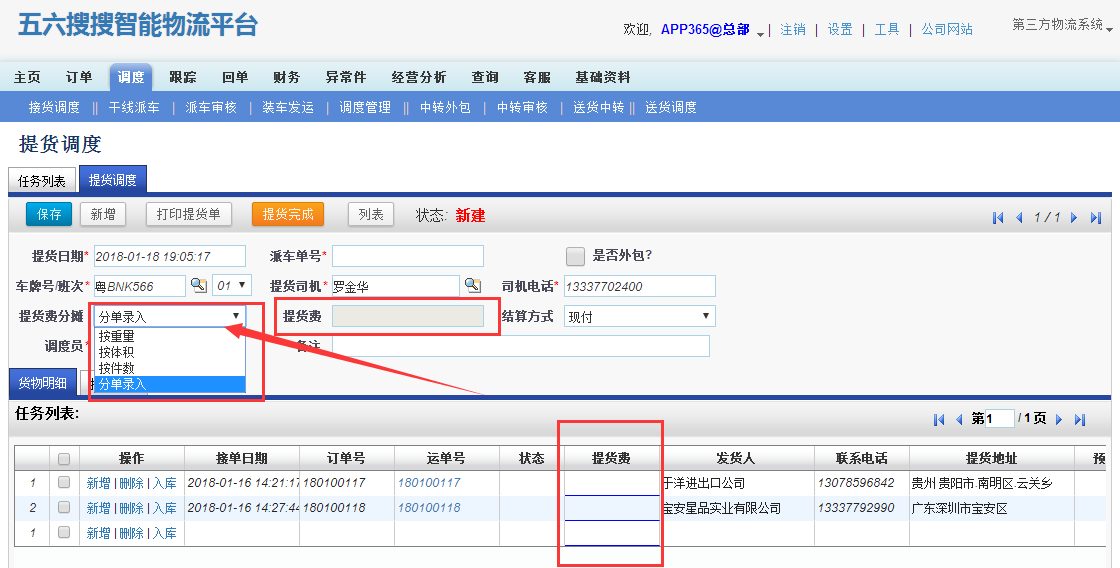 五六搜搜智能物流平台
欢迎, APP365@总部 | 注销 | 设置 | 工具 | 公司网站 第三方物流系统
主页 订单 调度 跟踪 回单 财务 异常件 经营分析 查询 客服 基础资料
接货调度 || 干线派车 | 派车审核 | 装车发运 | 调度管理 || 中转外包 | 中转审核 | 送货中转 || 送货调度
提货调度
任务列表 提货调度
保存 新增 打印提货单 提货完成 列表 状态: 新建 1 / 1
提货日期* 2018-01-18 19:05:17 派车单号* 是否外包?
车牌号/班次* 粤BNK566 01 提货司机* 罗金华 司机电话* 13337702400
提货费分摊 分单录入 提货费 结算方式 现付
按重量
调度员* 按体积 备注
按件数
分单录入
货物明细
任务列表: 第1 / 1页
操作 接单日期 订单号 运单号 状态 提货费 发货人 联系电话 提货地址 预
1 新增 | 删除 | 入库 2018-01-16 14:21:17 180100117 180100117 于洋进出口公司 13078596842 贵州 贵阳市.南明区.云关乡
2 新增 | 删除 | 入库 2018-01-16 14:27:44 180100118 180100118 宝安星品实业有限公司 13337792990 广东深圳市宝安区
1 新增 | 删除 | 入库